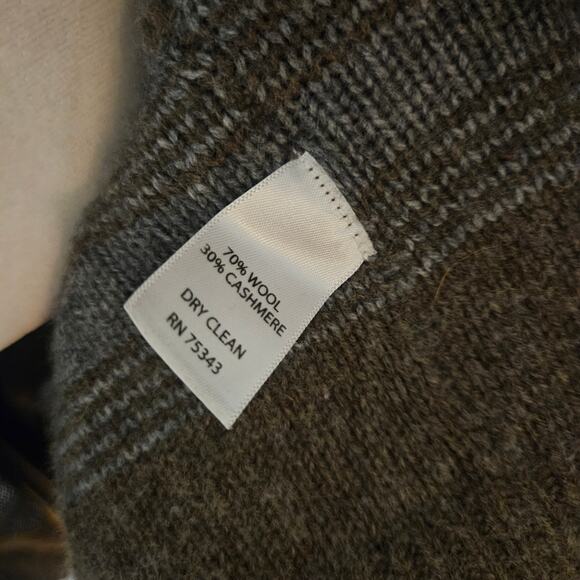 70% WOOL
30% CASHMERE
DRY CLEAN
RN 75343